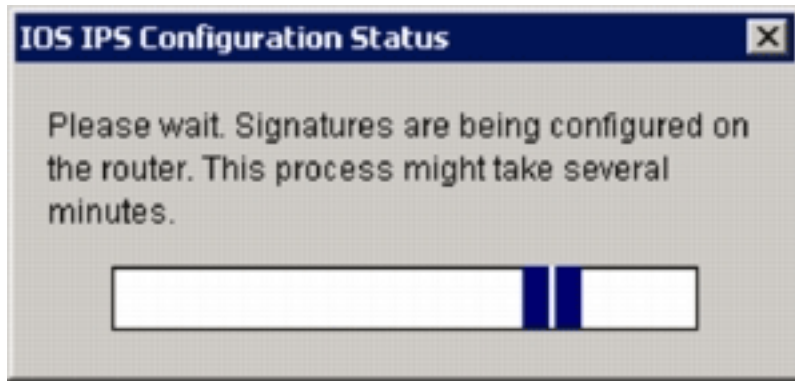 IOS IPS Configuration Status
Please wait. Signatures are being configured on
the router. This process might take several
minutes.